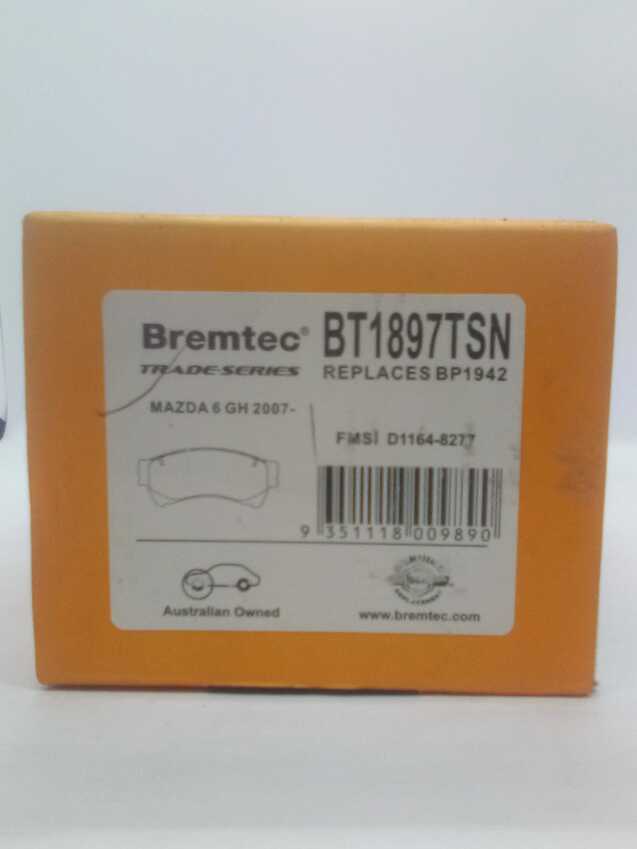 Bremtec® BT1897TSN
TRADE-SERIES REPLACES BP1942
MAZDA 6 GH 2007-
FMSI D1164-8277
9 351118 009890
Australian Owned
REPLACEMENT
www.bremtec.com